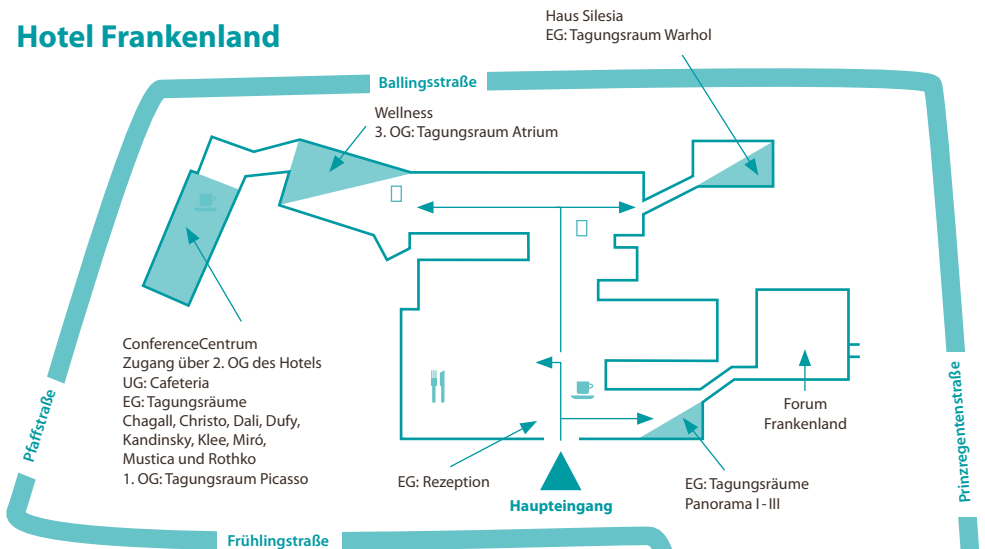 Hotel Frankenland
Haus Silesia
EG: Tagungsraum Warhol
Ballingsstraße
Wellness
3. OG: Tagungsraum Atrium
ConferenceCentrum
Zugang über 2. OG des Hotels
UG: Cafeteria
EG: Tagungsräume
Chagall, Christo, Dali, Dufy,
Kandinsky, Klee, Miró,
Mustica und Rothko
1. OG: Tagungsraum Picasso
Pfaffstraße
EG: Rezeption
Haupteingang
EG: Tagungsräume
Panorama I - III
Forum
Frankenland
Prinzregentenstraße
Frühlingstraße